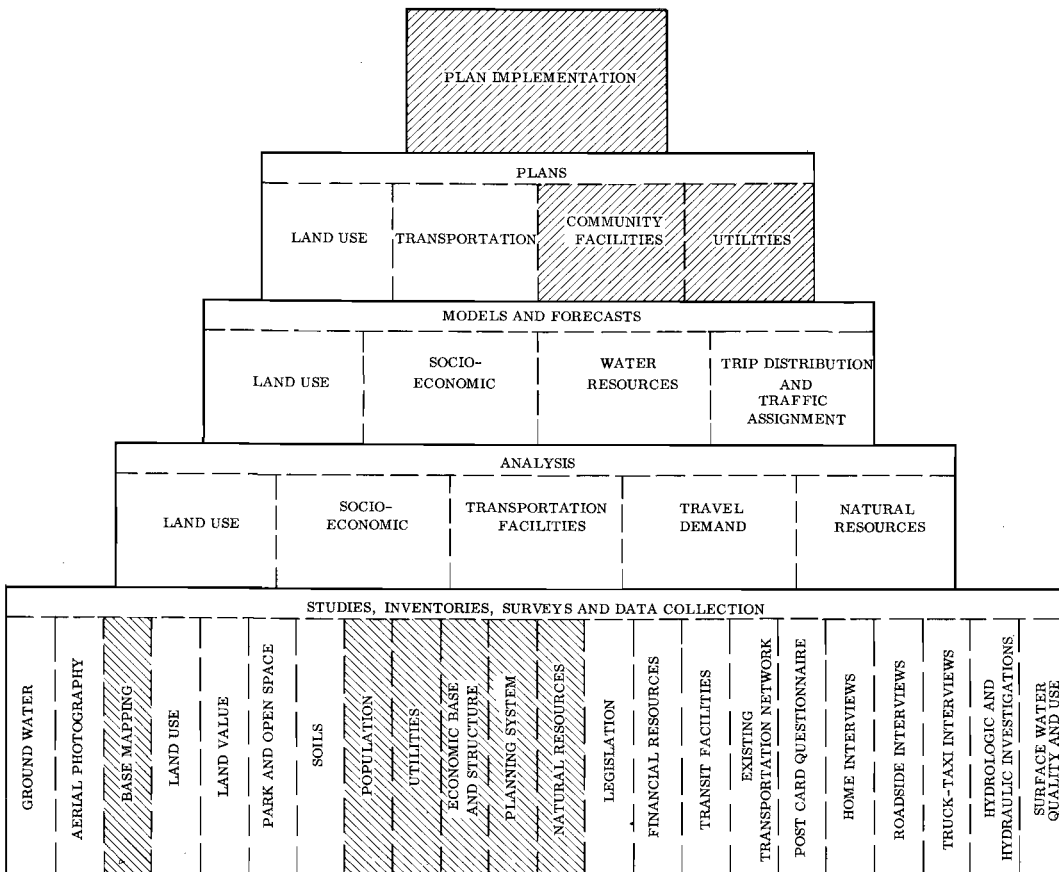 PLAN IMPLEMENTATION
PLANS
LAND USE
TRANSPORTATION
COMMUNITY
FACILITIES
UTILITIES
MODELS AND FORECASTS
LAND USE
SOCIO-
ECONOMIC
WATER
RESOURCES
TRIP DISTRIBUTION
AND
TRAFFIC
ASSIGNMENT
ANALYSIS
LAND USE
SOCIO-
ECONOMIC
TRANSPORTATION
FACILITIES
TRAVEL
DEMAND
NATURAL
RESOURCES
STUDIES, INVENTORIES, SURVEYS AND DATA COLLECTION
GROUND WATER
AERIAL PHOTOGRAPHY
BASE MAPPING
LAND USE
LAND VALUE
PARK AND OPEN SPACE
SOILS
POPULATION
UTILITIES
ECONOMIC BASE
AND STRUCTURE
PLANNING SYSTEM
NATURAL RESOURCES
LEGISLATION
FINANCIAL RESOURCES
TRANSIT FACILITIES
EXISTING
TRANSPORTATION NETWORK
POST CARD QUESTIONNAIRE
HOME INTERVIEWS
ROADSIDE INTERVIEWS
TRUCK-TAXI INTERVIEWS
HYDROLOGIC AND
HYDRAULIC INVESTIGATIONS
SURFACE WATER
QUALITY AND USE